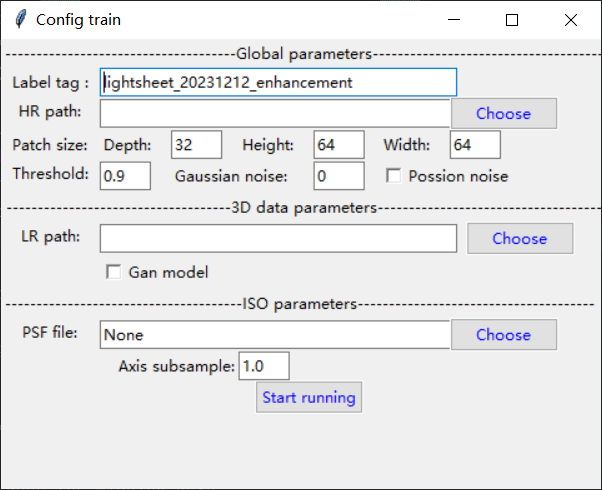 Config train
Global parameters
Label tag : lightsheet_20231212_enhancement
HR path: Choose
Patch size: Depth: 32 Height: 64 Width: 64
Threshold: 0.9 Gaussian noise: 0 Possion noise
3D data parameters
LR path: Choose
Gan model
ISO parameters
PSF file: None Choose
Axis subsample: 1.0
Start running